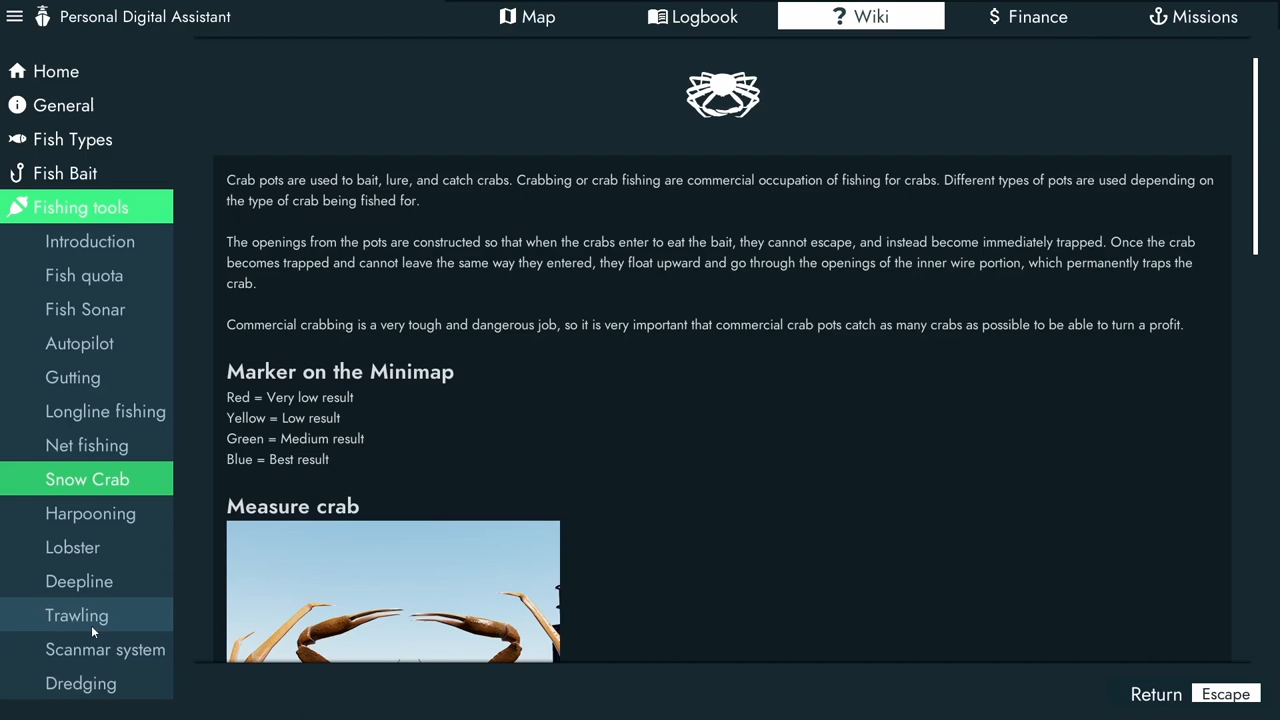 Personal Digital Assistant
Map
Logbook
? Wiki
$ Finance
Missions
Home
General
Fish Types
Fish Bait
Fishing tools
Introduction
Fish quota
Fish Sonar
Autopilot
Gutting
Longline fishing
Net fishing
Snow Crab
Harpooning
Lobster
Deepline
Trawling
Scanmar system
Dredging
Crab pots are used to bait, lure, and catch crabs. Crabbing or crab fishing are commercial occupation of fishing for crabs. Different types of pots are used depending on
the type of crab being fished for.
The openings from the pots are constructed so that when the crabs enter to eat the bait, they cannot escape, and instead become immediately trapped. Once the crab
becomes trapped and cannot leave the same way they entered, they float upward and go through the openings of the inner wire portion, which permanently traps the
crab.
Commercial crabbing is a very tough and dangerous job, so it is very important that commercial crab pots catch as many crabs as possible to be able to turn a profit.
Marker on the Minimap
Red = Very low result
Yellow = Low result
Green = Medium result
Blue = Best result
Measure crab
Return Escape